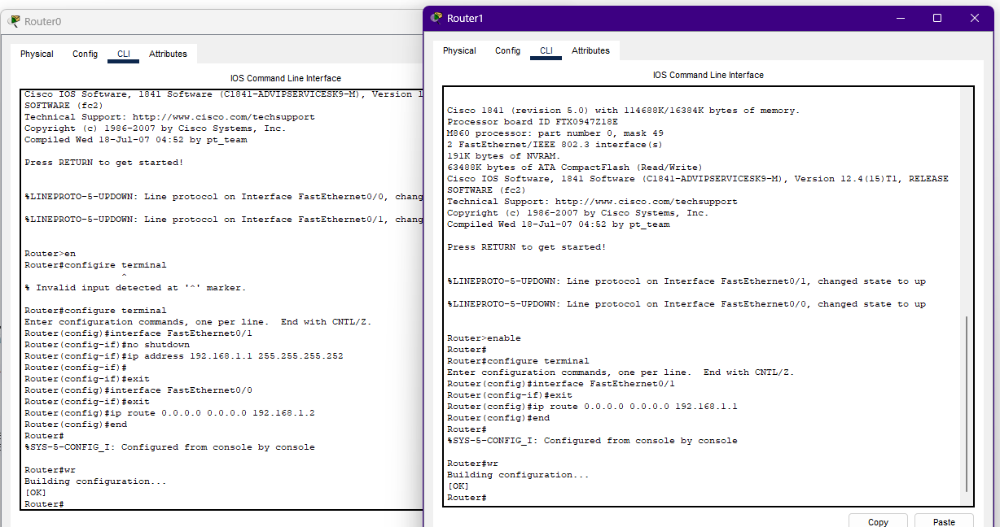 Router0
Physical Config CLI Attributes
IOS Command Line Interface
Cisco IOS Software, 1841 Software (C1841-ADVIPSERVICESK9-M), Version 1
SOFTWARE (fc2)
Technical Support: http://www.cisco.com/techsupport
Copyright (c) 1986-2007 by Cisco Systems, Inc.
Compiled Wed 18-Jul-07 04:52 by pt_team
Press RETURN to get started!
%LINEPROTO-5-UPDOWN: Line protocol on Interface FastEthernet0/0, chang
%LINEPROTO-5-UPDOWN: Line protocol on Interface FastEthernet0/1, chang
Router>en
Router#configire terminal
^
% Invalid input detected at '^' marker.
Router#configure terminal
Enter configuration commands, one per line.  End with CNTL/Z.
Router(config)#interface FastEthernet0/1
Router(config-if)#no shutdown
Router(config-if)#ip address 192.168.1.1 255.255.255.252
Router(config-if)#
Router(config-if)#exit
Router(config)#interface FastEthernet0/0
Router(config-if)#exit
Router(config)#ip route 0.0.0.0 0.0.0.0 192.168.1.2
Router(config)#end
Router#
%SYS-5-CONFIG_I: Configured from console by console
Router#wr
Building configuration...
[OK]
Router#
Router1
Physical Config CLI Attributes
IOS Command Line Interface
Cisco 1841 (revision 5.0) with 114688K/16384K bytes of memory.
Processor board ID FTX0947Z18E
M860 processor: part number 0, mask 49
2 FastEthernet/IEEE 802.3 interface(s)
191K bytes of NVRAM.
63488K bytes of ATA CompactFlash (Read/Write)
Cisco IOS Software, 1841 Software (C1841-ADVIPSERVICESK9-M), Version 12.4(15)T1, RELEASE
SOFTWARE (fc2)
Technical Support: http://www.cisco.com/techsupport
Copyright (c) 1986-2007 by Cisco Systems, Inc.
Compiled Wed 18-Jul-07 04:52 by pt_team
Press RETURN to get started!
%LINEPROTO-5-UPDOWN: Line protocol on Interface FastEthernet0/1, changed state to up
%LINEPROTO-5-UPDOWN: Line protocol on Interface FastEthernet0/0, changed state to up
Router>enable
Router#
Router#configure terminal
Enter configuration commands, one per line.  End with CNTL/Z.
Router(config)#interface FastEthernet0/1
Router(config-if)#exit
Router(config)#ip route 0.0.0.0 0.0.0.0 192.168.1.1
Router(config)#end
Router#
%SYS-5-CONFIG_I: Configured from console by console
Router#wr
Building configuration...
[OK]
Router#
Copy Paste